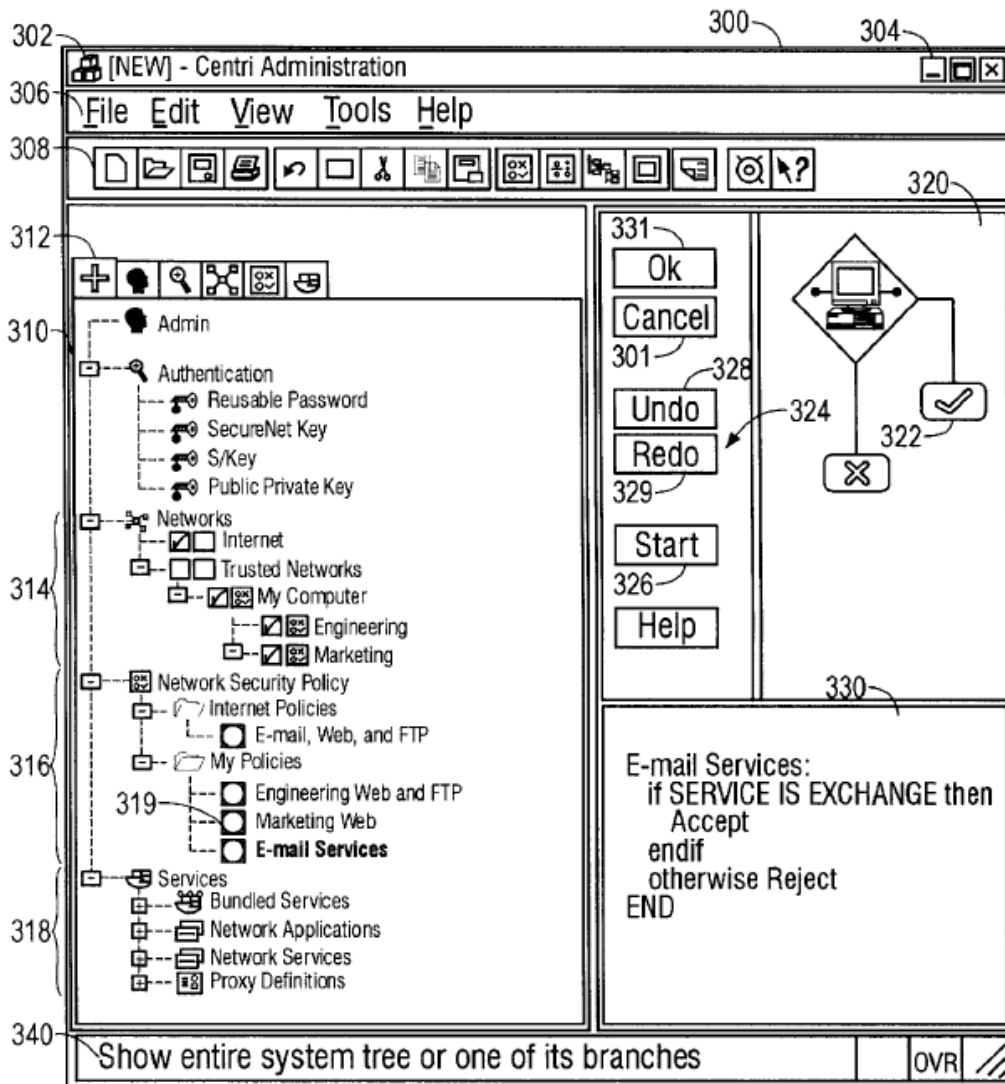 300
302
304
[NEW] - Centri Administration
306
File Edit View Tools Help
308
?
320
312
331
Ok
Cancel
301
310
Admin
Authentication
Reusable Password
SecureNet Key
S/Key
Public Private Key
328
Undo
324
Redo
329
322
Networks
Internet
Trusted Networks
My Computer
Engineering
Marketing
314
Start
326
Help
Network Security Policy
Internet Policies
E-mail, Web, and FTP
My Policies
316
Engineering Web and FTP
319
Marketing Web
E-mail Services
330
E-mail Services:
if SERVICE IS EXCHANGE then
Accept
endif
otherwise Reject
END
Services
Bundled Services
318
Network Applications
Network Services
Proxy Definitions
340
Show entire system tree or one of its branches
OVR